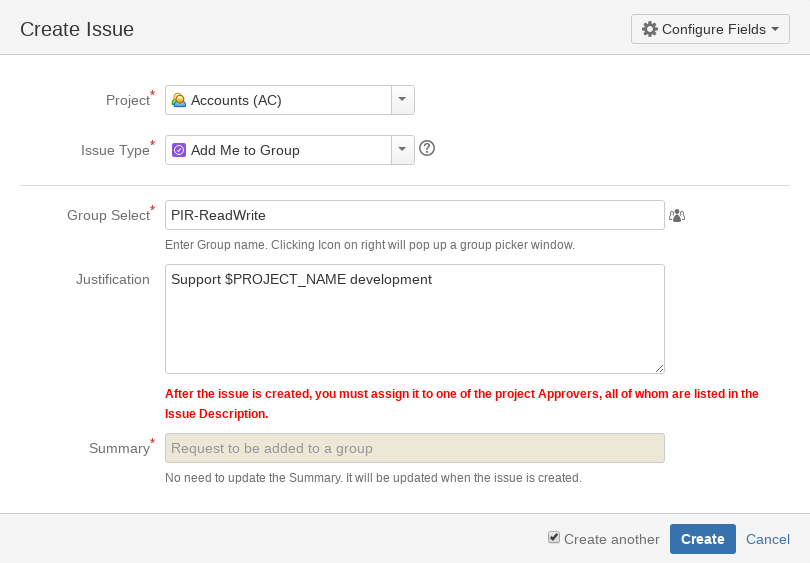 Create Issue
Configure Fields
Project*
Accounts (AC)
Issue Type*
Add Me to Group
Group Select*
PIR-ReadWrite
Enter Group name. Clicking Icon on right will pop up a group picker window.
Justification
Support $PROJECT_NAME development
After the issue is created, you must assign it to one of the project Approvers, all of whom are listed in the
Issue Description.
Summary*
Request to be added to a group
No need to update the Summary. It will be updated when the issue is created.
Create another
Create
Cancel